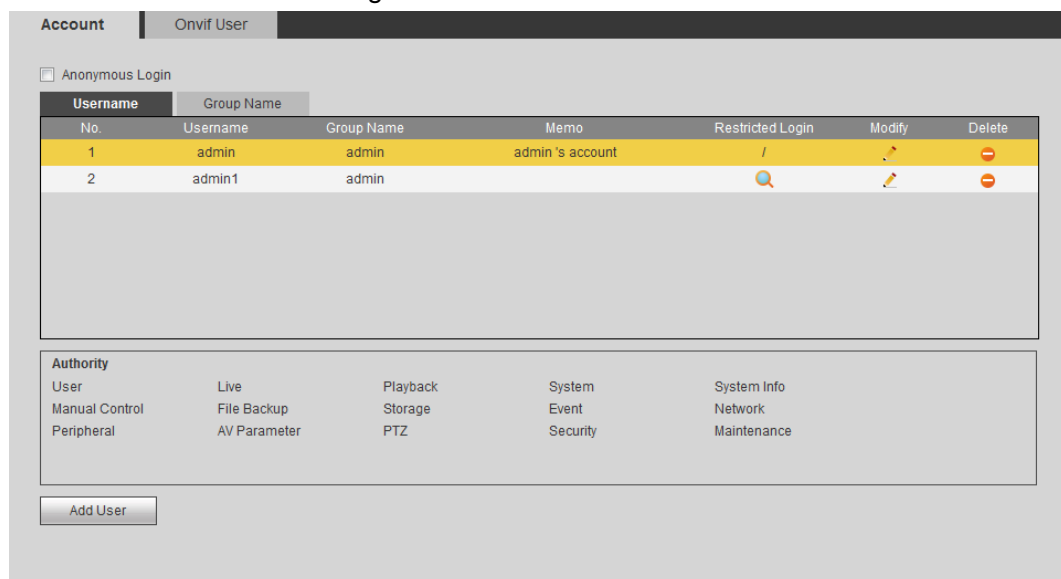 Account Onvif User
Anonymous Login
Username Group Name
No. Username Group Name Memo Restricted Login Modify Delete
1 admin admin admin 's account /
2 admin1 admin
Authority
User Live Playback System System Info
Manual Control File Backup Storage Event Network
Peripheral AV Parameter PTZ Security Maintenance
Add User